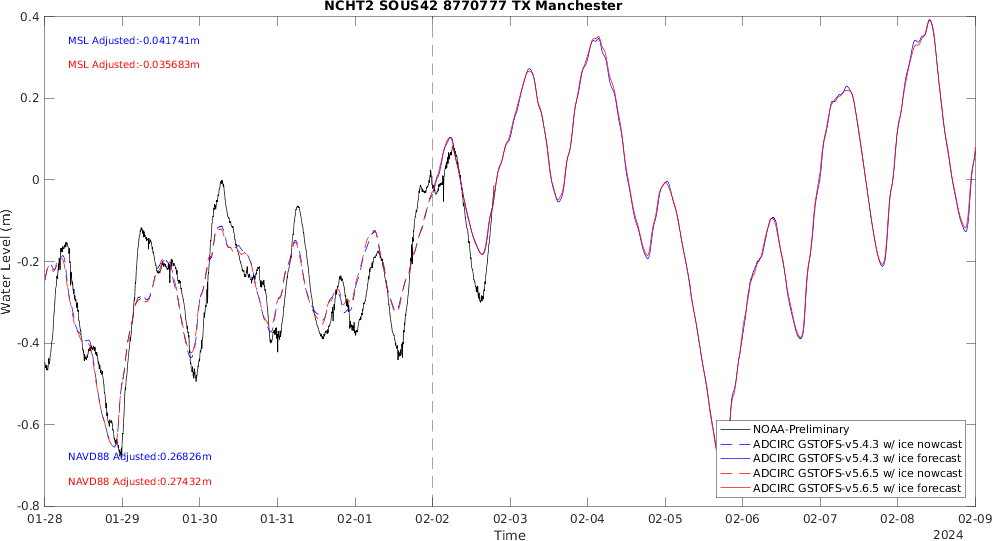 NCHT2 SOUS42 8770777 TX Manchester
MSL Adjusted:-0.041741m
MSL Adjusted:-0.035683m
NAVD88 Adjusted:0.26826m
NAVD88 Adjusted:0.27432m
Water Level (m)
0.4
0.2
0
-0.2
-0.4
-0.6
-0.8
NOAA-Preliminary
ADCIRC GSTOFS-v5.4.3 w/ ice nowcast
ADCIRC GSTOFS-v5.4.3 w/ ice forecast
ADCIRC GSTOFS-v5.6.5 w/ ice nowcast
ADCIRC GSTOFS-v5.6.5 w/ ice forecast
01-28 01-29 01-30 01-31 02-01 02-02 02-03 02-04 02-05 02-06 02-07 02-08 02-09
Time
2024